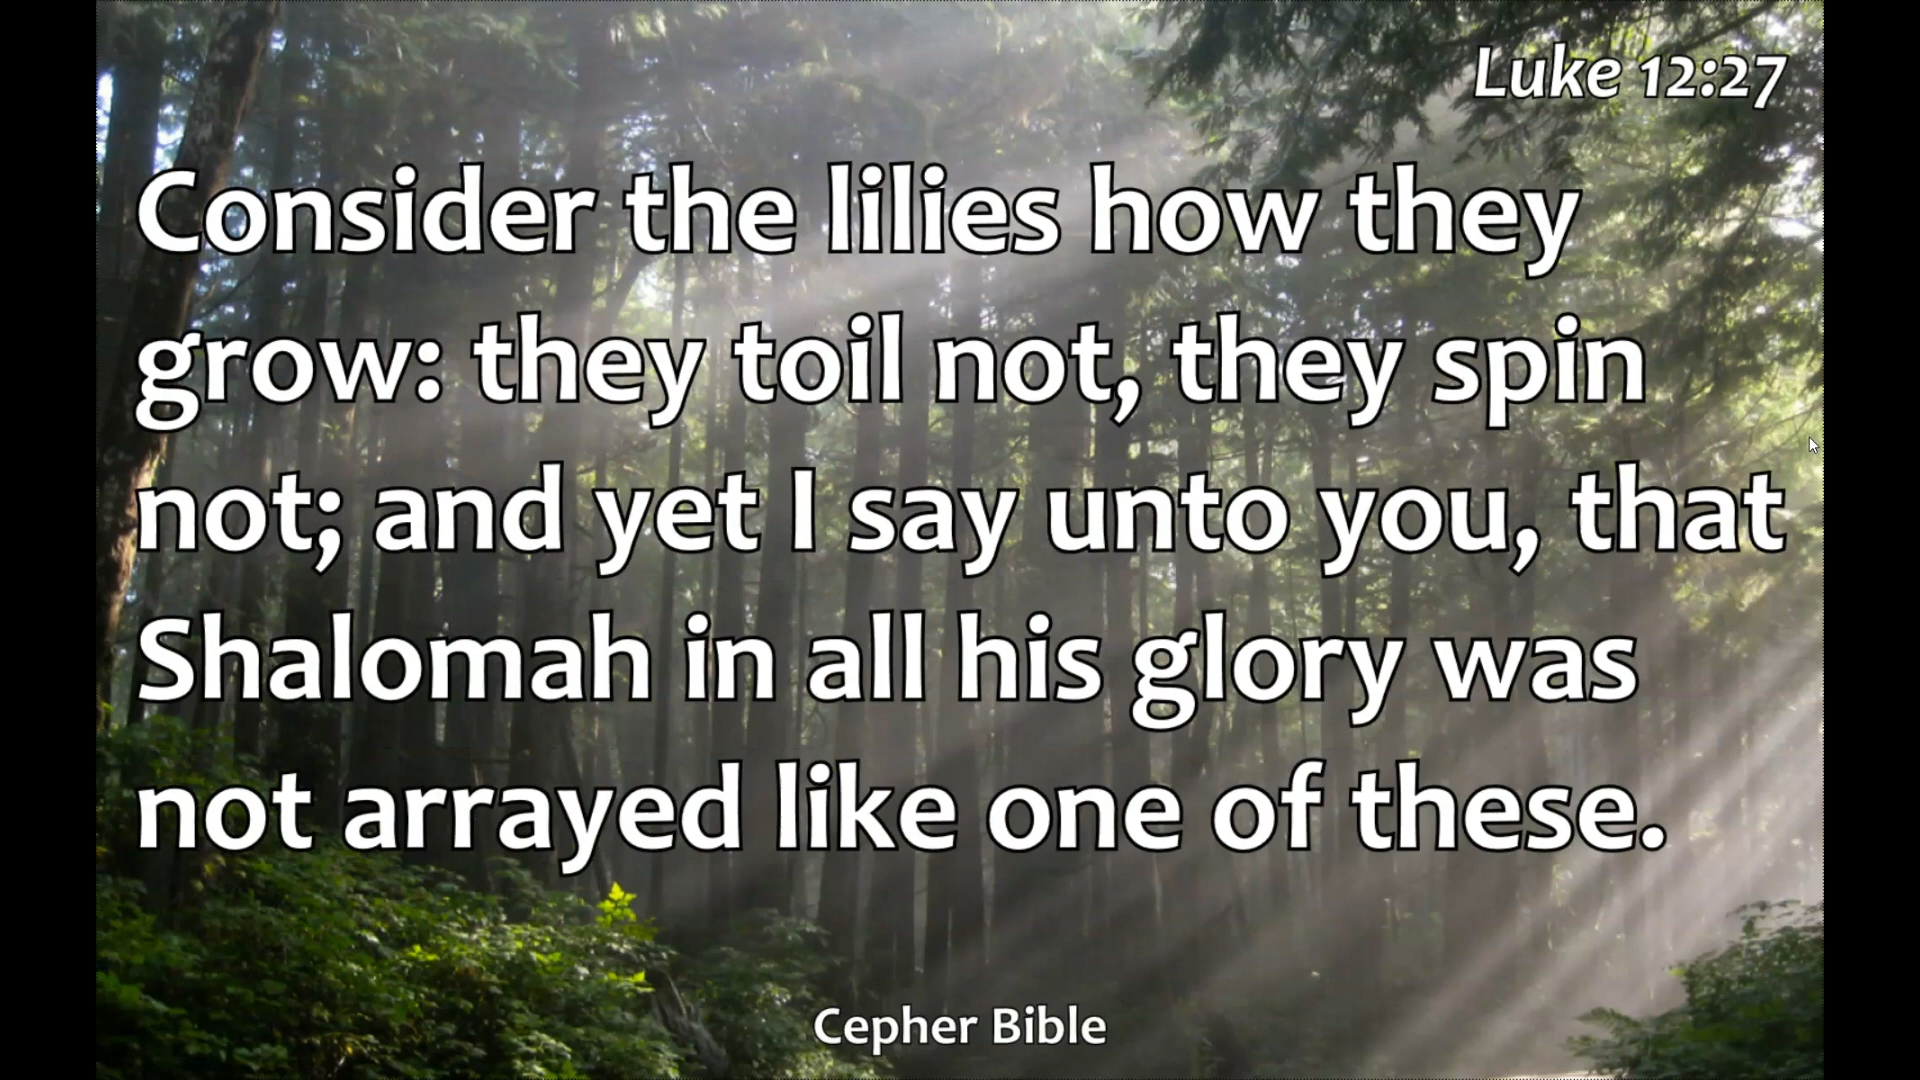 Luke 12:27
Consider the lilies how they
grow: they toil not, they spin
not; and yet I say unto you, that
Shalomah in all his glory was
not arrayed like one of these.
Cepher Bible